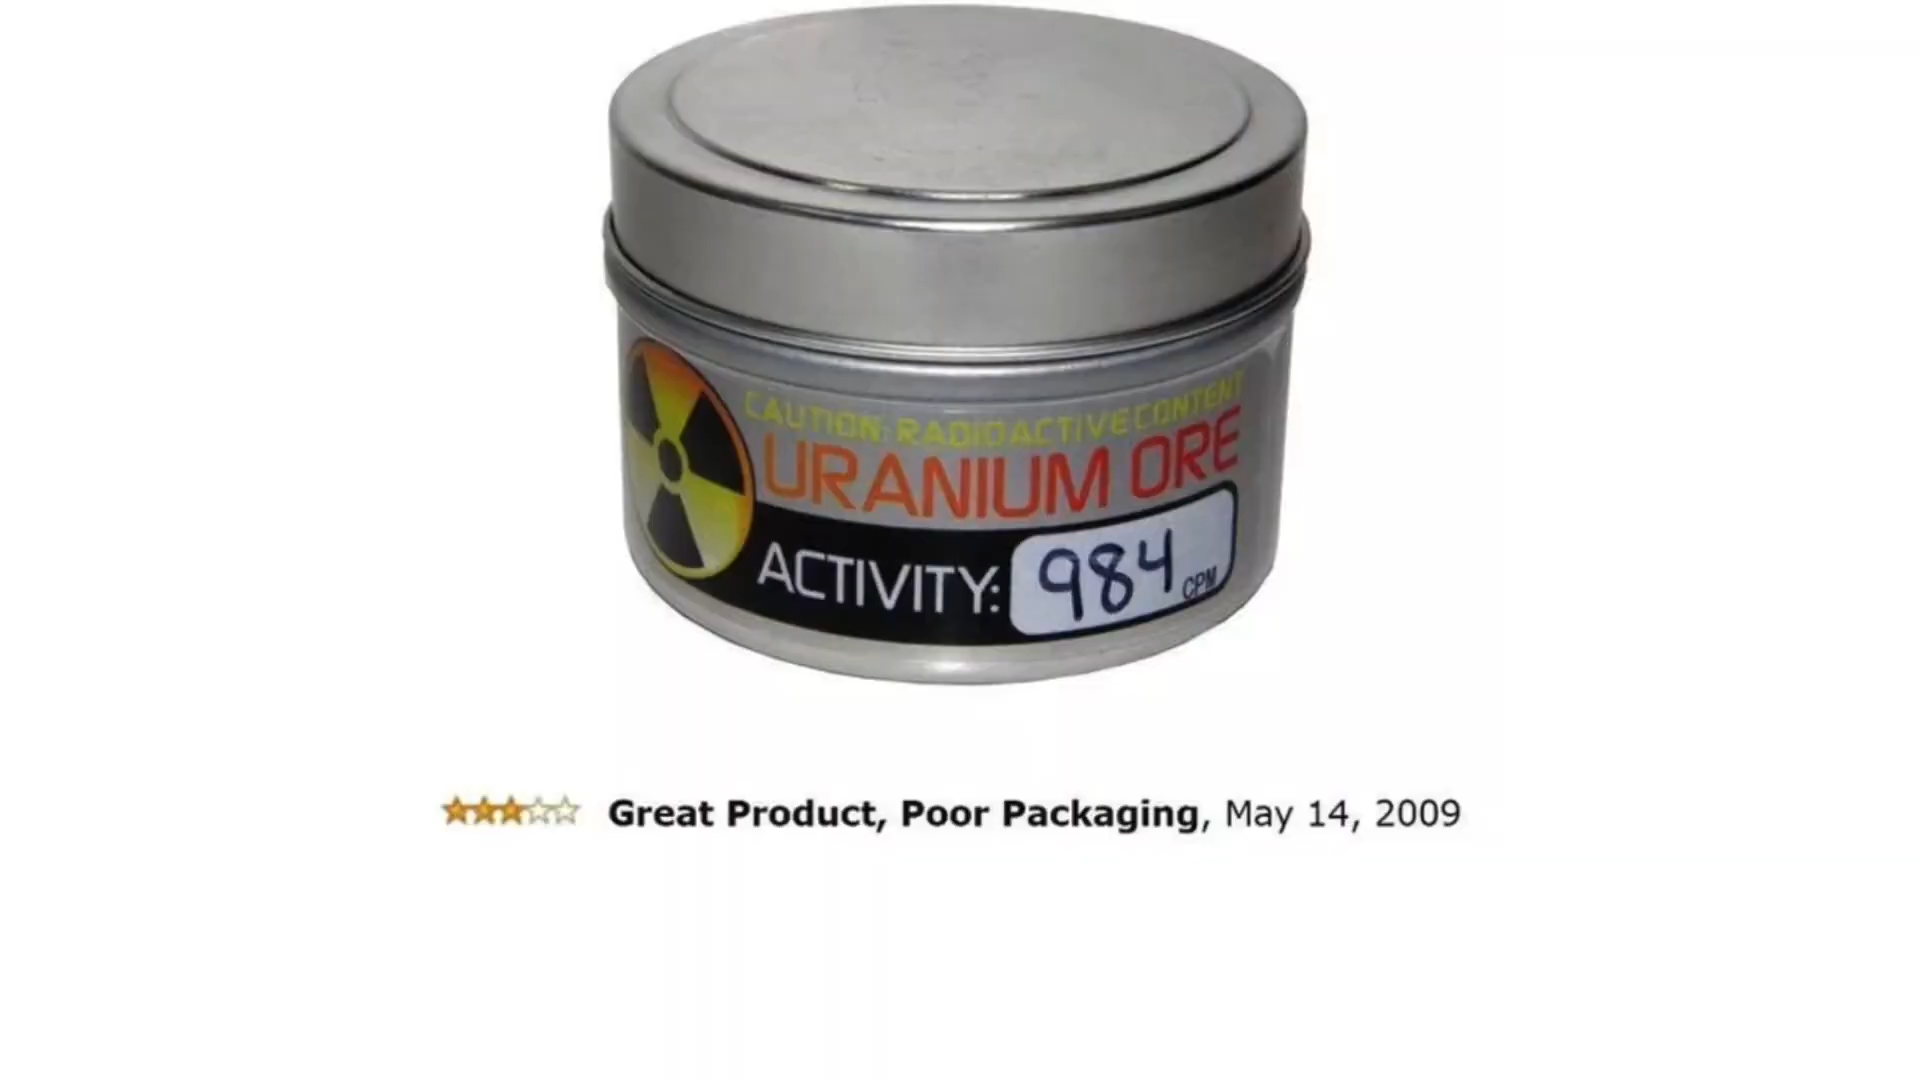 CAUTION: RADIOACTIVE CONTENT
URANIUM ORE
ACTIVITY: 984 CPM
Great Product, Poor Packaging, May 14, 2009